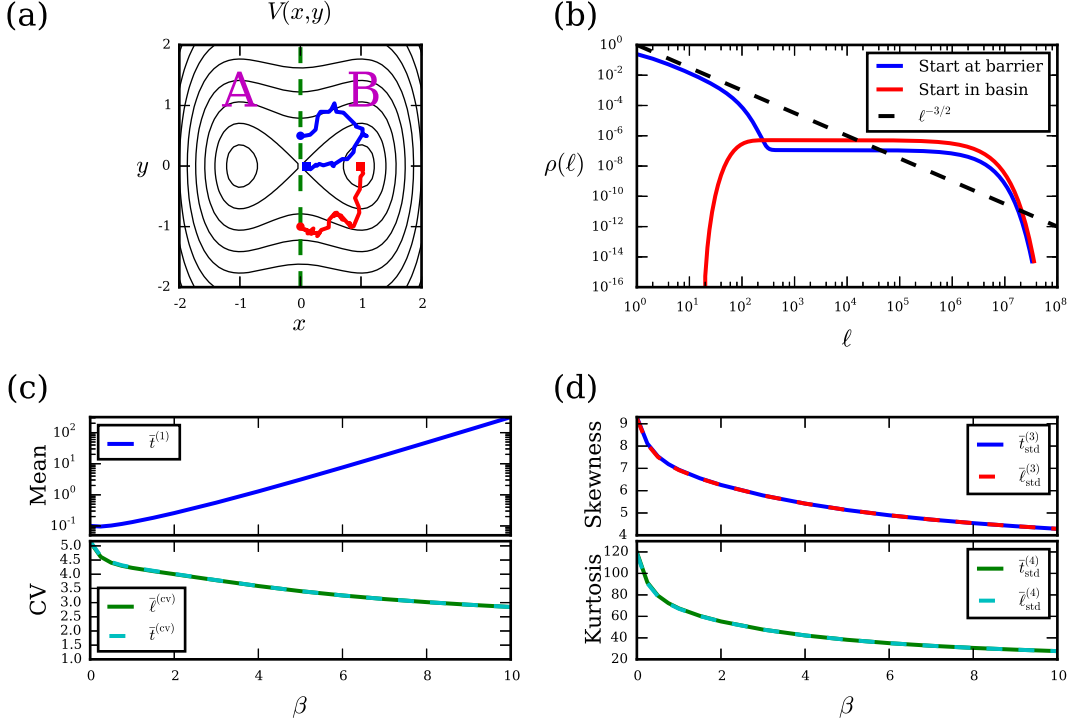 (a)
V(x,y)
2
1
0
-1
-2
y
A
B
-2 -1 0 1 2
x
(b)
10^0
10^-2
10^-4
10^-6
10^-8
10^-10
10^-12
10^-14
10^-16
ρ(ℓ)
Start at barrier
Start in basin
ℓ^{-3/2}
10^0 10^1 10^2 10^3 10^4 10^5 10^6 10^7 10^8
ℓ
(c)
Mean
10^2
10^1
10^0
10^-1
t̄^(1)
CV
5.0
4.5
4.0
3.5
3.0
2.5
2.0
1.5
1.0
ℓ̄^(cv)
t̄^(cv)
0 2 4 6 8 10
β
(d)
Skewness
9
8
7
6
5
4
t̄_std^(3)
ℓ̄_std^(3)
Kurtosis
120
100
80
60
40
20
t̄_std^(4)
ℓ̄_std^(4)
0 2 4 6 8 10
β